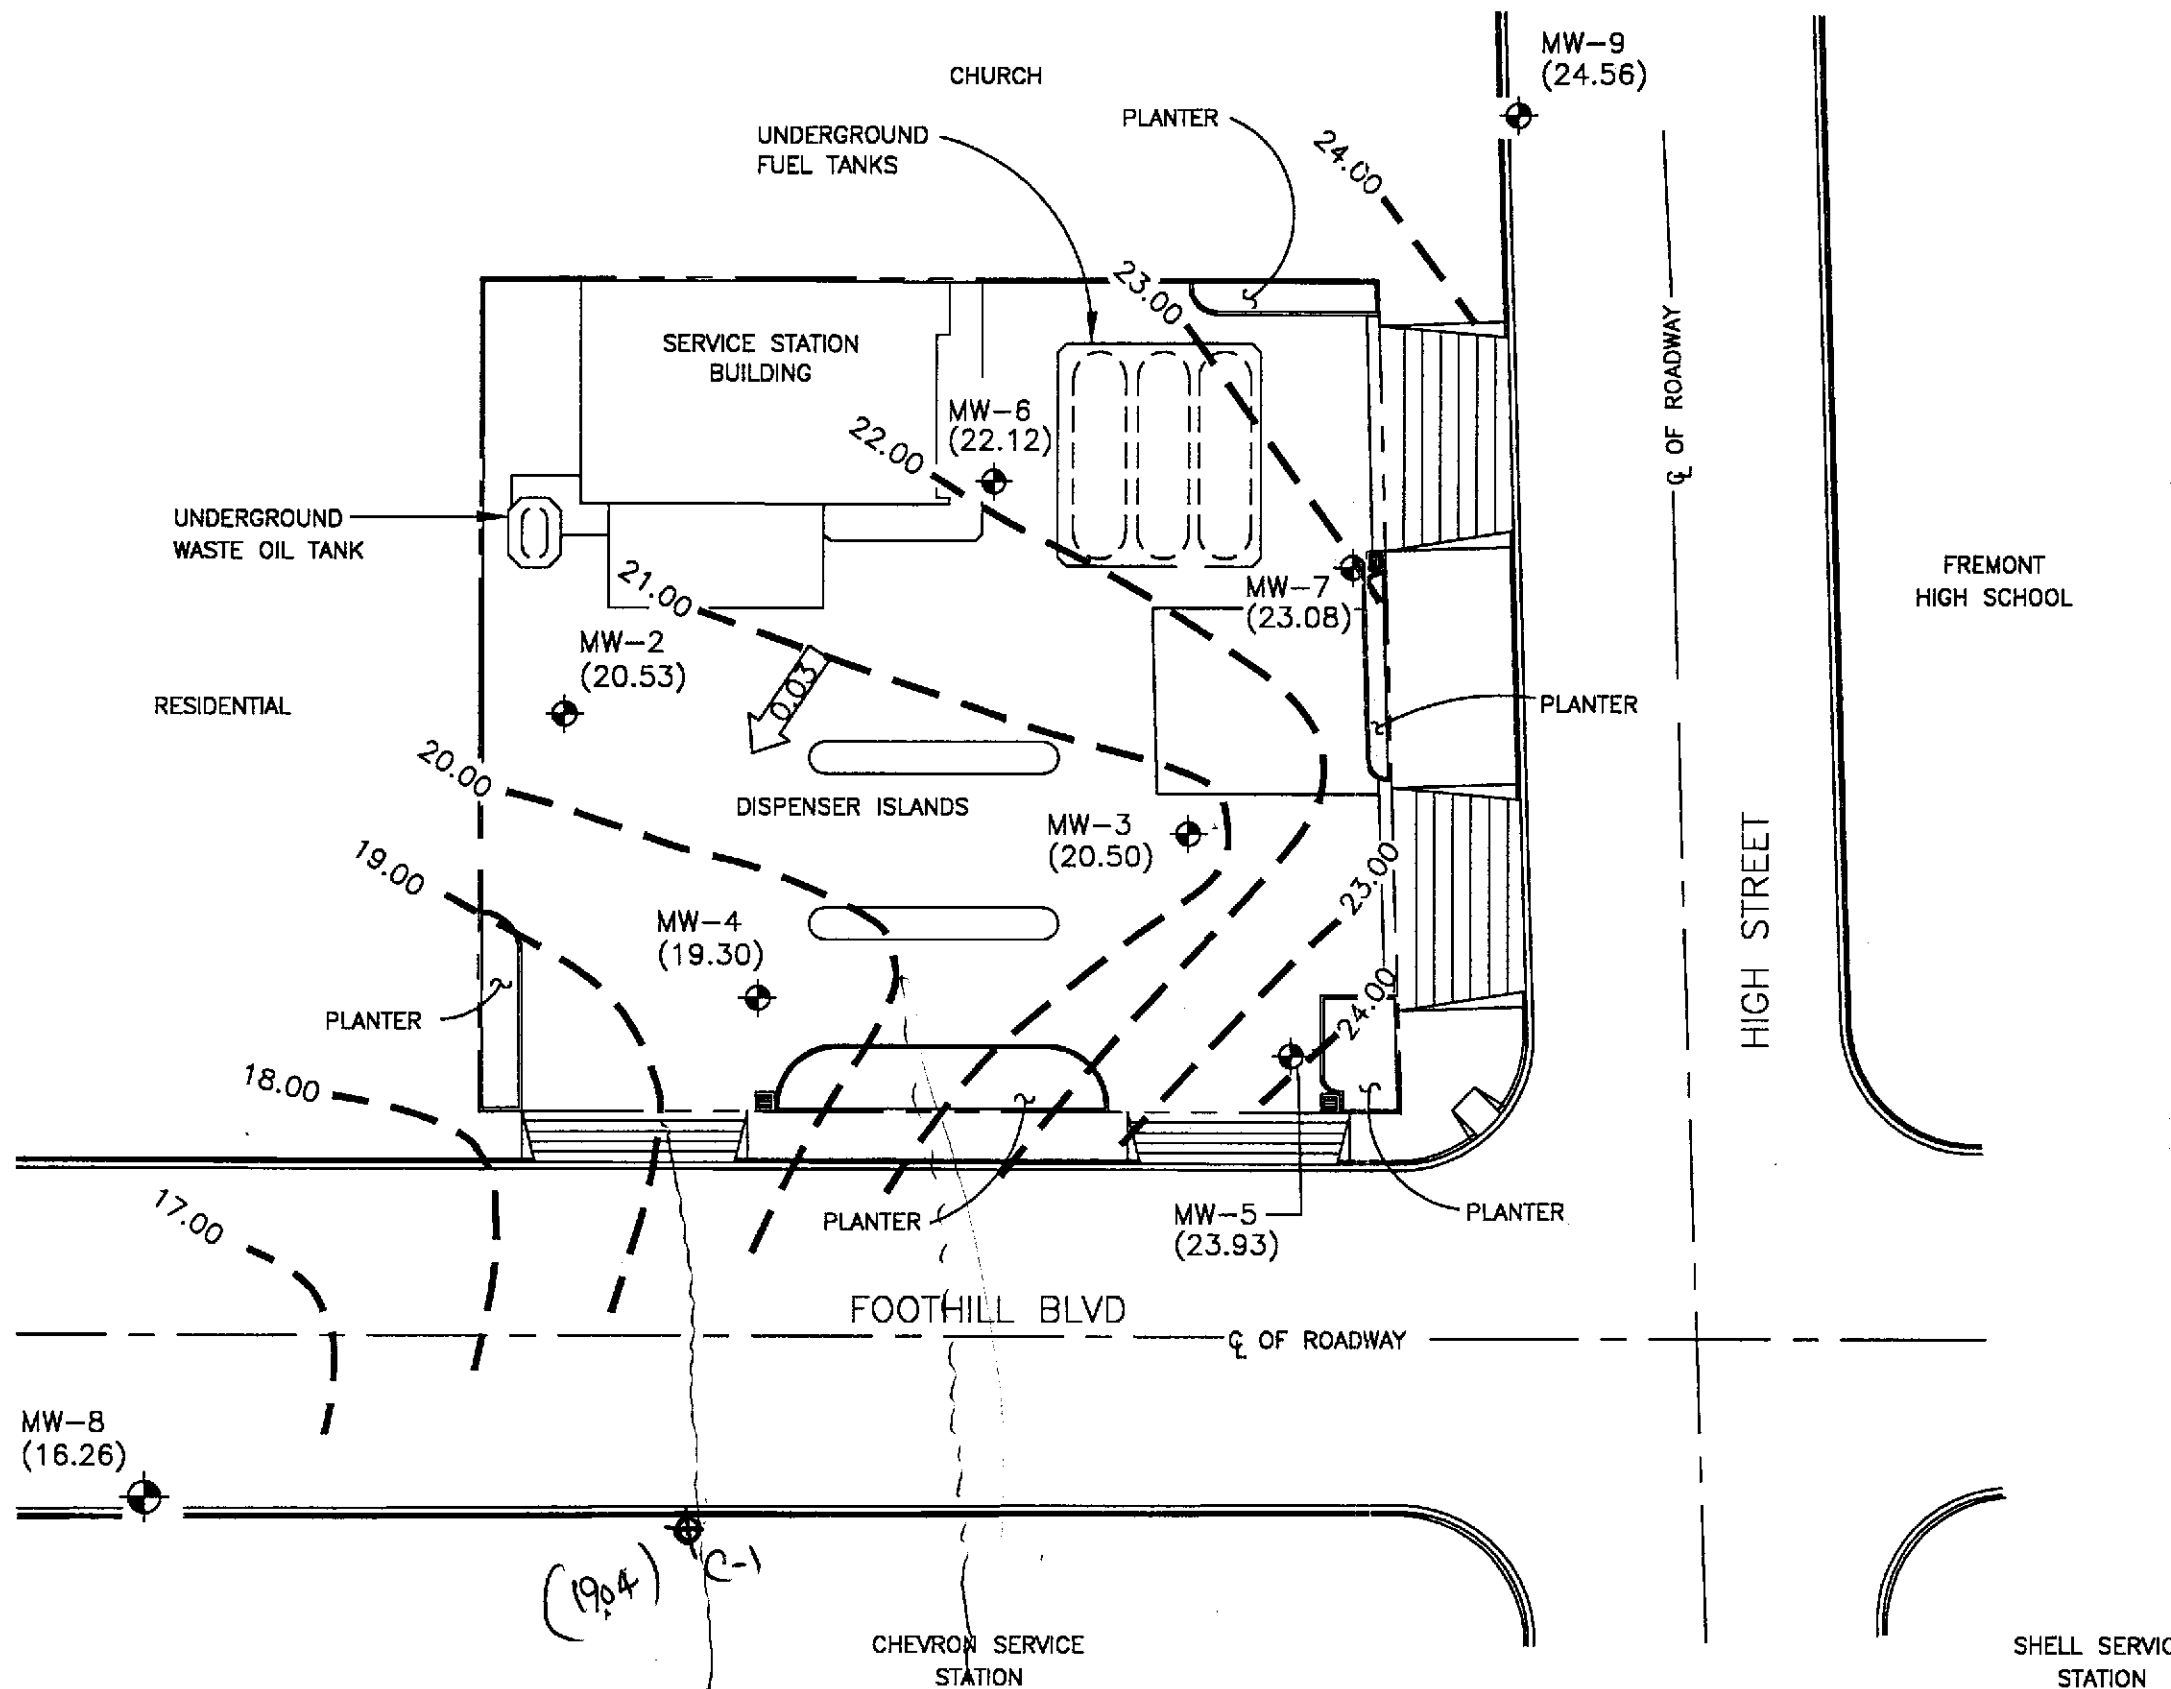 MW-9
(24.56)
CHURCH
PLANTER
UNDERGROUND
FUEL TANKS
24.00
23.00
SERVICE STATION
BUILDING
℄ OF ROADWAY
MW-6
(22.12)
22.00
UNDERGROUND
WASTE OIL TANK
21.00
MW-7
(23.08)
FREMONT
HIGH SCHOOL
MW-2
(20.53)
0.03
RESIDENTIAL
PLANTER
20.00
DISPENSER ISLANDS
MW-3
(20.50)
19.00
23.00
HIGH STREET
MW-4
(19.30)
24.00
PLANTER
18.00
17.00
PLANTER
MW-5
(23.93)
PLANTER
FOOTHILL BLVD
℄ OF ROADWAY
MW-8
(16.26)
C-1
(19.04)
CHEVRON SERVICE
STATION
SHELL SERVIC
STATION